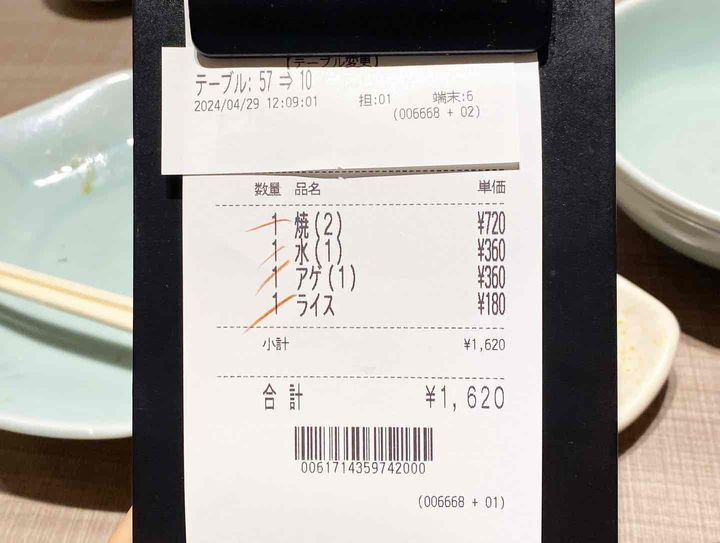 [テーブル変更]
テーブル: 57 ⇒ 10
2024/04/29 12:09:01 担:01 端末:6
(006668 + 02)
数量 品名 単価
1 焼(2) ¥720
1 水(1) ¥360
1 アゲ(1) ¥360
1 ライス ¥180
小計 ¥1,620
合計 ¥1,620
0061714359742000
(006668 + 01)